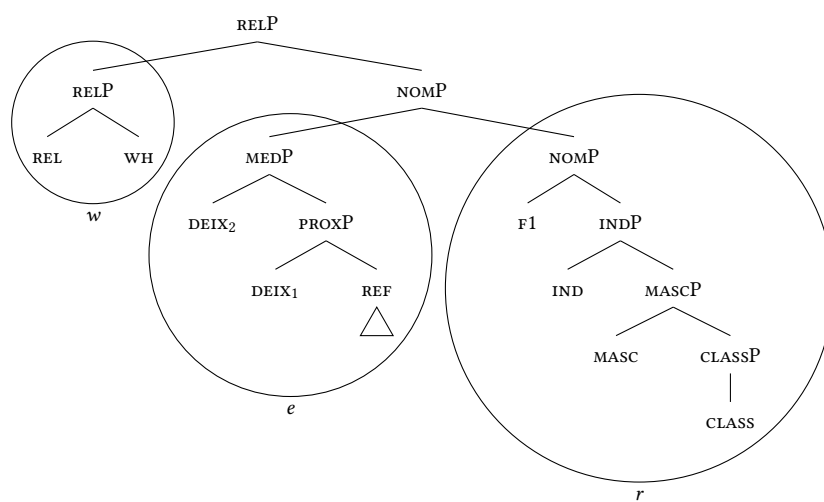 RELP
RELP NOMP
REL WH MEDP NOMP
w
DEIX2 PROXP F1 INDP
DEIX1 REF IND MASCP
MASC CLASSP
e
CLASS
r